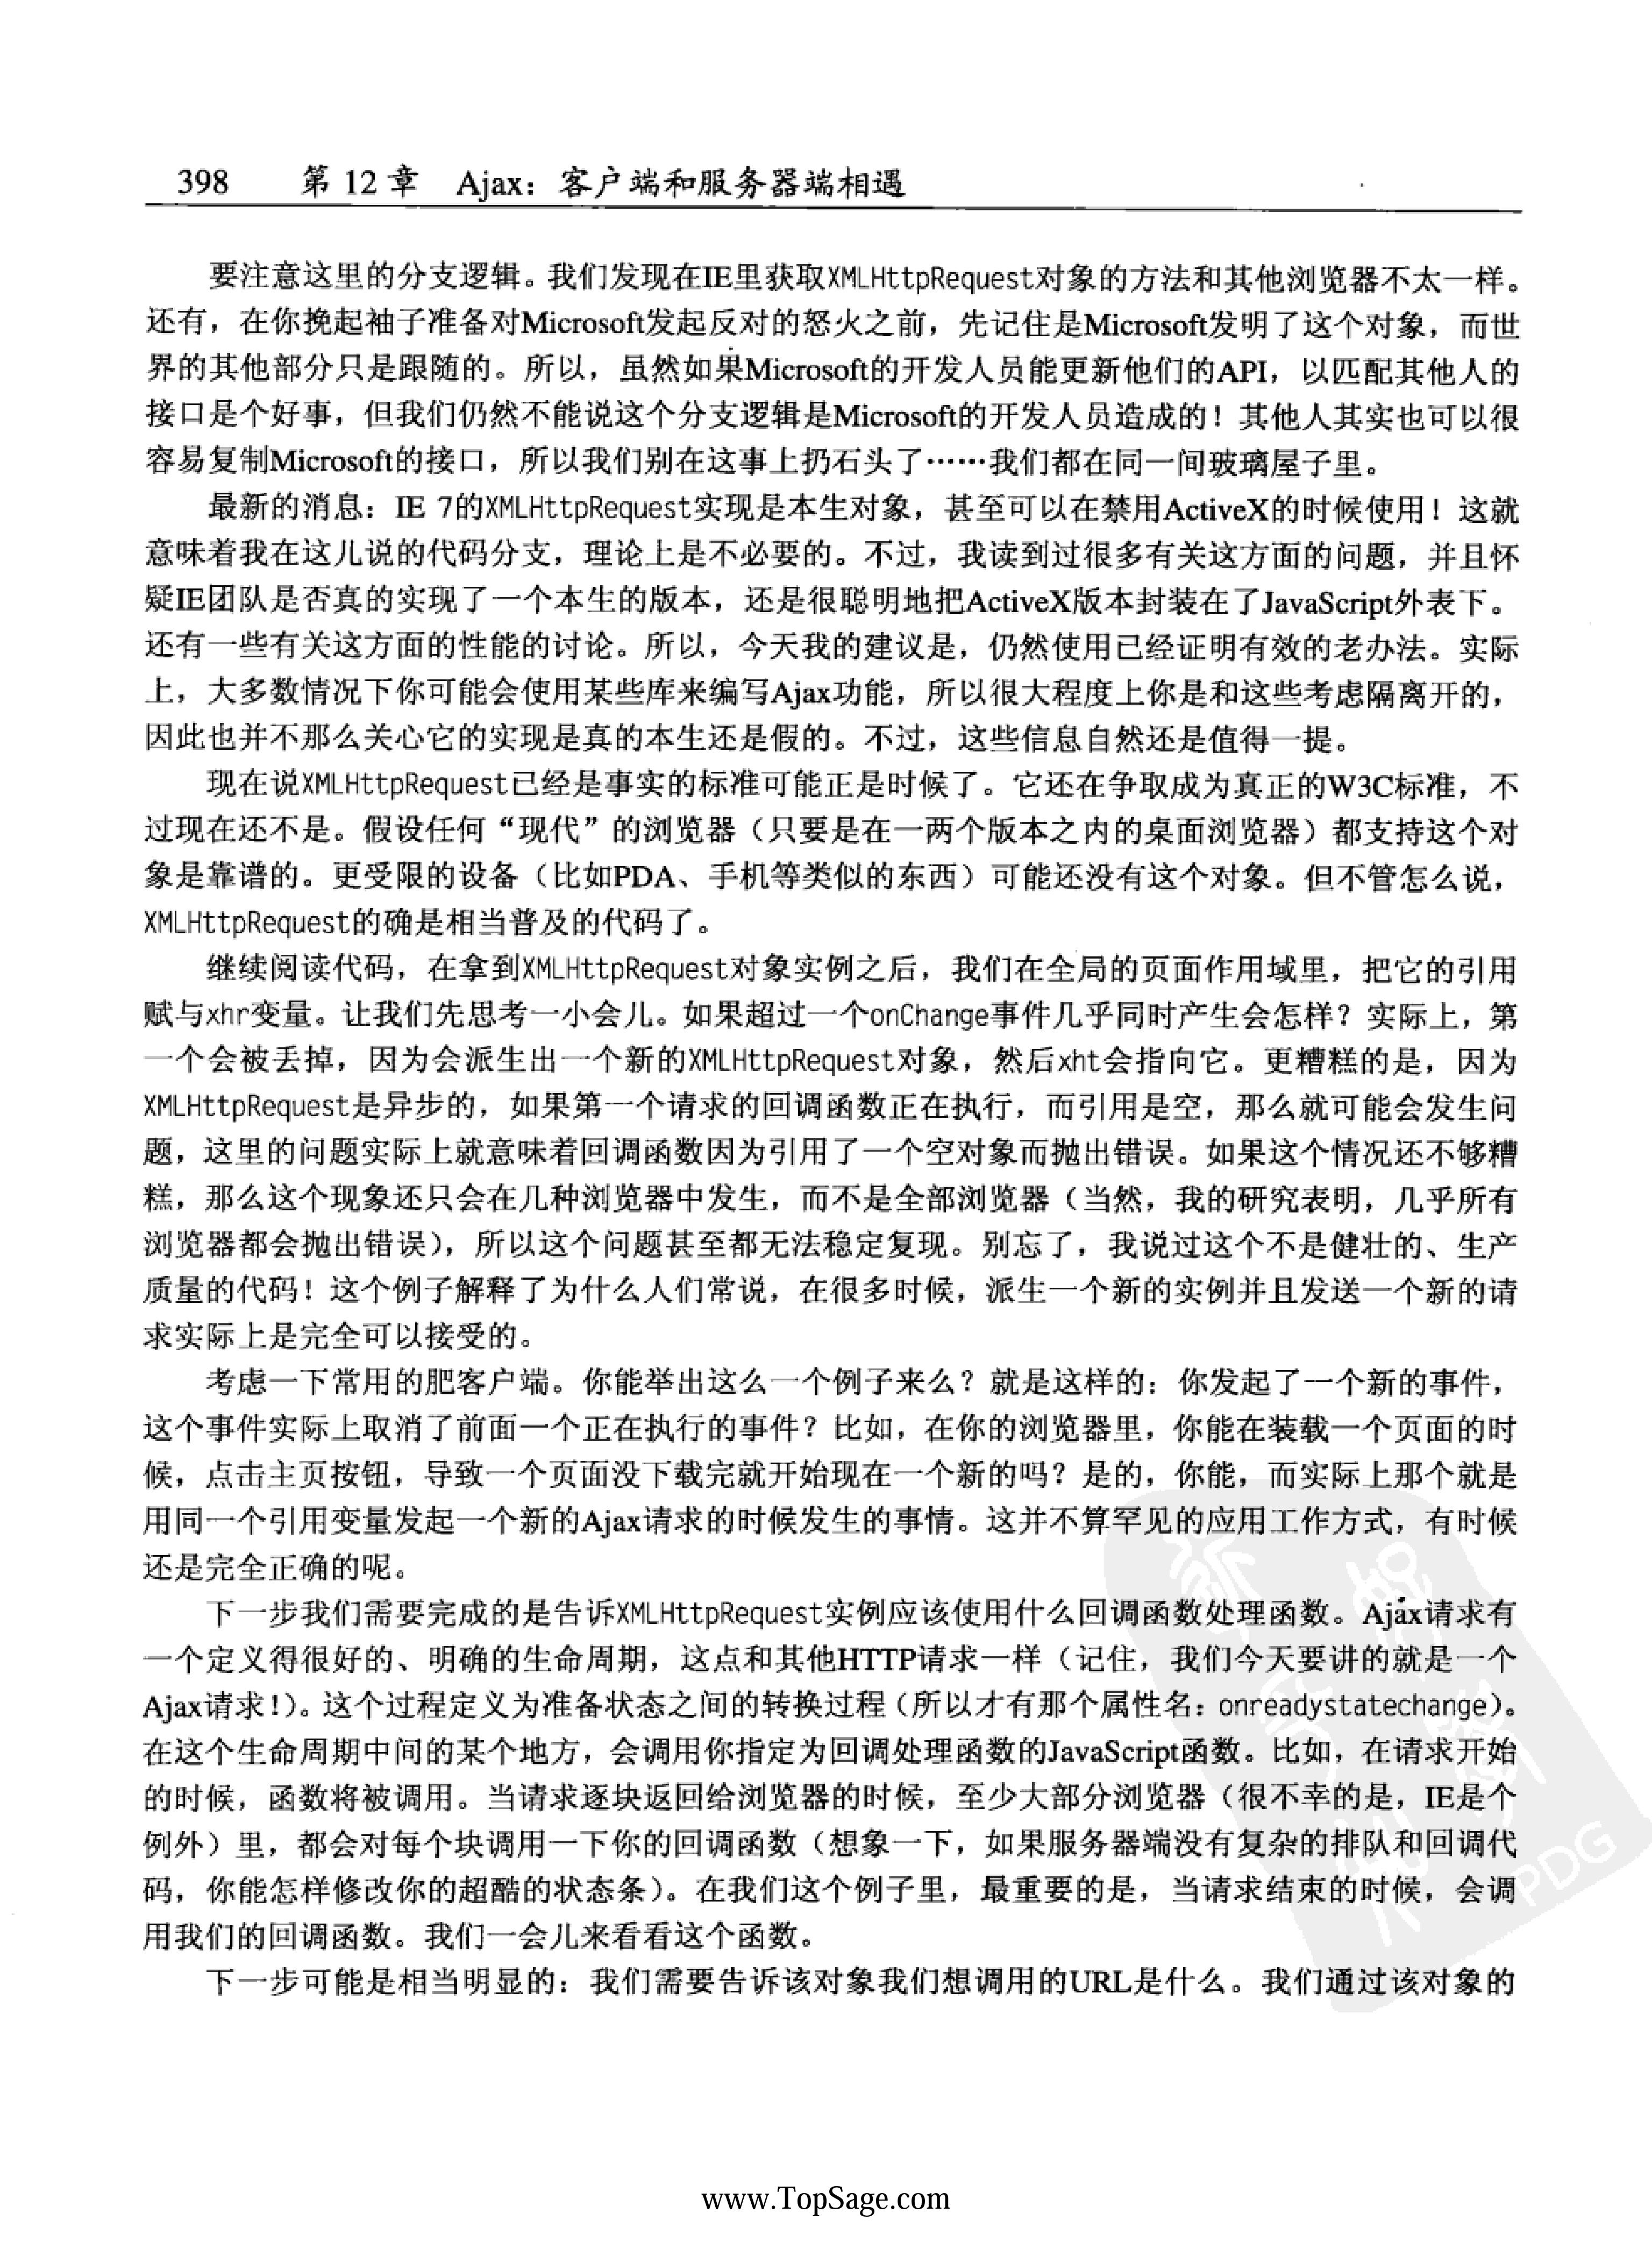 398 第 12 章 Ajax：客户端和服务器端相遇
要注意这里的分支逻辑。我们发现在IE里获取XMLHttpRequest对象的方法和其他浏览器不太一样。
还有，在你挽起袖子准备对Microsoft发起反对的怒火之前，先记住是Microsoft发明了这个对象，而世
界的其他部分只是跟随的。所以，虽然如果Microsoft的开发人员能更新他们的API，以匹配其他人的
接口是个好事，但我们仍然不能说这个分支逻辑是Microsoft的开发人员造成的！其他人其实也可以很
容易复制Microsoft的接口，所以我们别在这事上扔石头了……我们都在同一间玻璃屋子里。
最新的消息：IE 7的XMLHttpRequest实现是本生对象，甚至可以在禁用ActiveX的时候使用！这就
意味着我在这儿说的代码分支，理论上是不必要的。不过，我读到过很多有关这方面的问题，并且怀
疑IE团队是否真的实现了一个本生的版本，还是很聪明地把ActiveX版本封装在了JavaScript外表下。
还有一些有关这方面的性能的讨论。所以，今天我的建议是，仍然使用已经证明有效的老办法。实际
上，大多数情况下你可能会使用某些库来编写Ajax功能，所以很大程度上你是和这些考虑隔离开的，
因此也并不那么关心它的实现是真的本生还是假的。不过，这些信息自然还是值得一提。
现在说XMLHttpRequest已经是事实的标准可能正是时候了。它还在争取成为真正的W3C标准，不
过现在还不是。假设任何“现代”的浏览器（只要是在一两个版本之内的桌面浏览器）都支持这个对
象是靠谱的。更受限的设备（比如PDA、手机等类似的东西）可能还没有这个对象。但不管怎么说，
XMLHttpRequest的确是相当普及的代码了。
继续阅读代码，在拿到XMLHttpRequest对象实例之后，我们在全局的页面作用域里，把它的引用
赋与xhr变量。让我们先思考一小会儿。如果超过一个onChange事件几乎同时产生会怎样？实际上，第
一个会被丢掉，因为会派生出一个新的XMLHttpRequest对象，然后xht会指向它。更糟糕的是，因为
XMLHttpRequest是异步的，如果第一个请求的回调函数正在执行，而引用是空，那么就可能会发生问
题，这里的问题实际上就意味着回调函数因为引用了一个空对象而抛出错误。如果这个情况还不够糟
糕，那么这个现象还只会在几种浏览器中发生，而不是全部浏览器（当然，我的研究表明，几乎所有
浏览器都会抛出错误），所以这个问题甚至都无法稳定复现。别忘了，我说过这个不是健壮的、生产
质量的代码！这个例子解释了为什么人们常说，在很多时候，派生一个新的实例并且发送一个新的请
求实际上是完全可以接受的。
考虑一下常用的肥客户端。你能举出这么一个例子来么？就是这样的：你发起了一个新的事件，
这个事件实际上取消了前面一个正在执行的事件？比如，在你的浏览器里，你能在装载一个页面的时
候，点击主页按钮，导致一个页面没下载完就开始现在一个新的吗？是的，你能，而实际上那个就是
用同一个引用变量发起一个新的Ajax请求的时候发生的事情。这并不算罕见的应用工作方式，有时候
还是完全正确的呢。
下一步我们需要完成的是告诉XMLHttpRequest实例应该使用什么回调函数处理函数。Ajax请求有
一个定义得很好的、明确的生命周期，这点和其他HTTP请求一样（记住，我们今天要讲的就是一个
Ajax请求！）。这个过程定义为准备状态之间的转换过程（所以才有那个属性名：onreadystatechange）。
在这个生命周期中间的某个地方，会调用你指定为回调处理函数的JavaScript函数。比如，在请求开始
的时候，函数将被调用。当请求逐块返回给浏览器的时候，至少大部分浏览器（很不幸的是，IE是个
例外）里，都会对每个块调用一下你的回调函数（想象一下，如果服务器端没有复杂的排队和回调代
码，你能怎样修改你的超酷的状态条）。在我们这个例子里，最重要的是，当请求结束的时候，会调
用我们的回调函数。我们一会儿来看看这个函数。
下一步可能是相当明显的：我们需要告诉该对象我们想调用的URL是什么。我们通过该对象的
PDG
www.TopSage.com